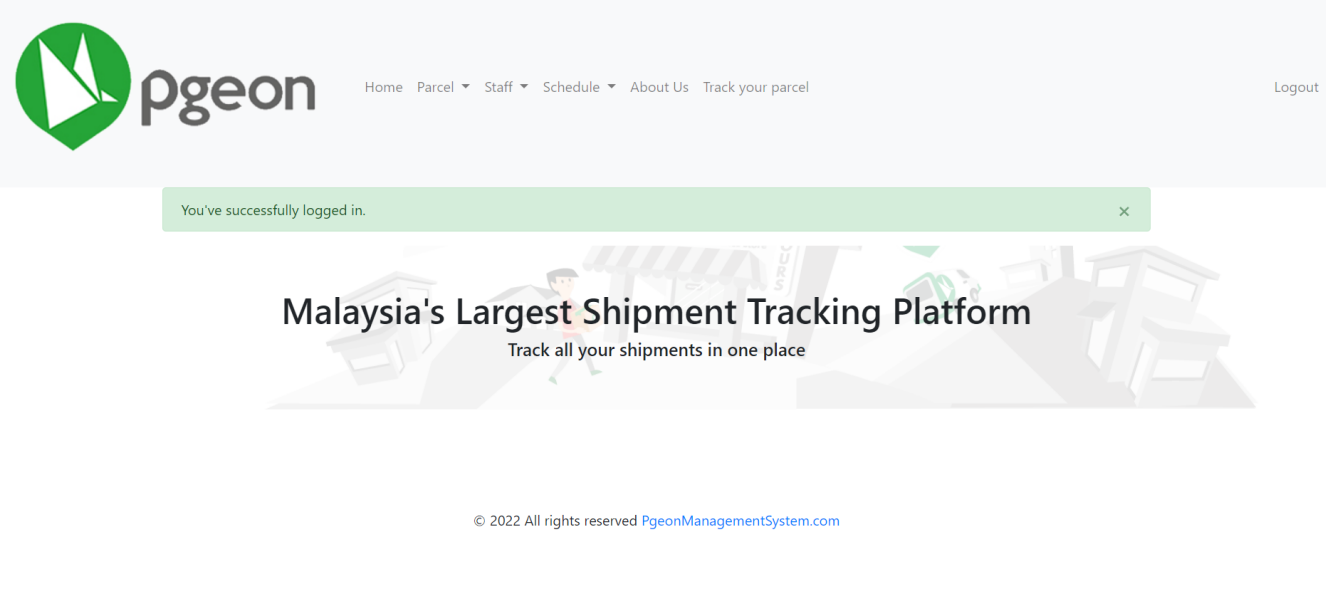 pgeon
Home Parcel Staff Schedule About Us Track your parcel Logout
You've successfully logged in. ×
OURS
Malaysia's Largest Shipment Tracking Platform
Track all your shipments in one place
© 2022 All rights reserved PgeonManagementSystem.com